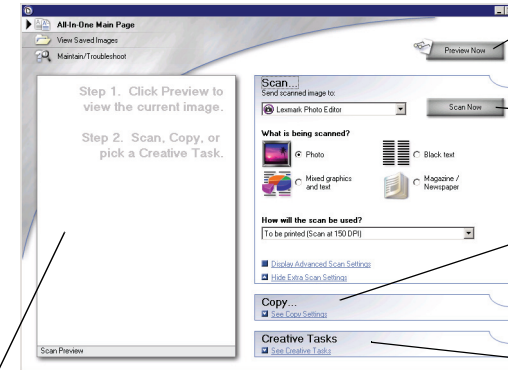 All-In-One Main Page
View Saved Images
Maintain/Troubleshoot
Preview Now
Step 1. Click Preview to
view the current image.
Step 2. Scan, Copy, or
pick a Creative Task.
Scan Preview
Scan...
Send scanned image to:
Lexmark Photo Editor
Scan Now
What is being scanned?
Photo
Black text
Mixed graphics
and text
Magazine /
Newspaper
How will the scan be used?
To be printed (Scan at 150 DPI)
Display Advanced Scan Settings
Hide Extra Scan Settings
Copy...
See Copy Settings
Creative Tasks
See Creative Tasks